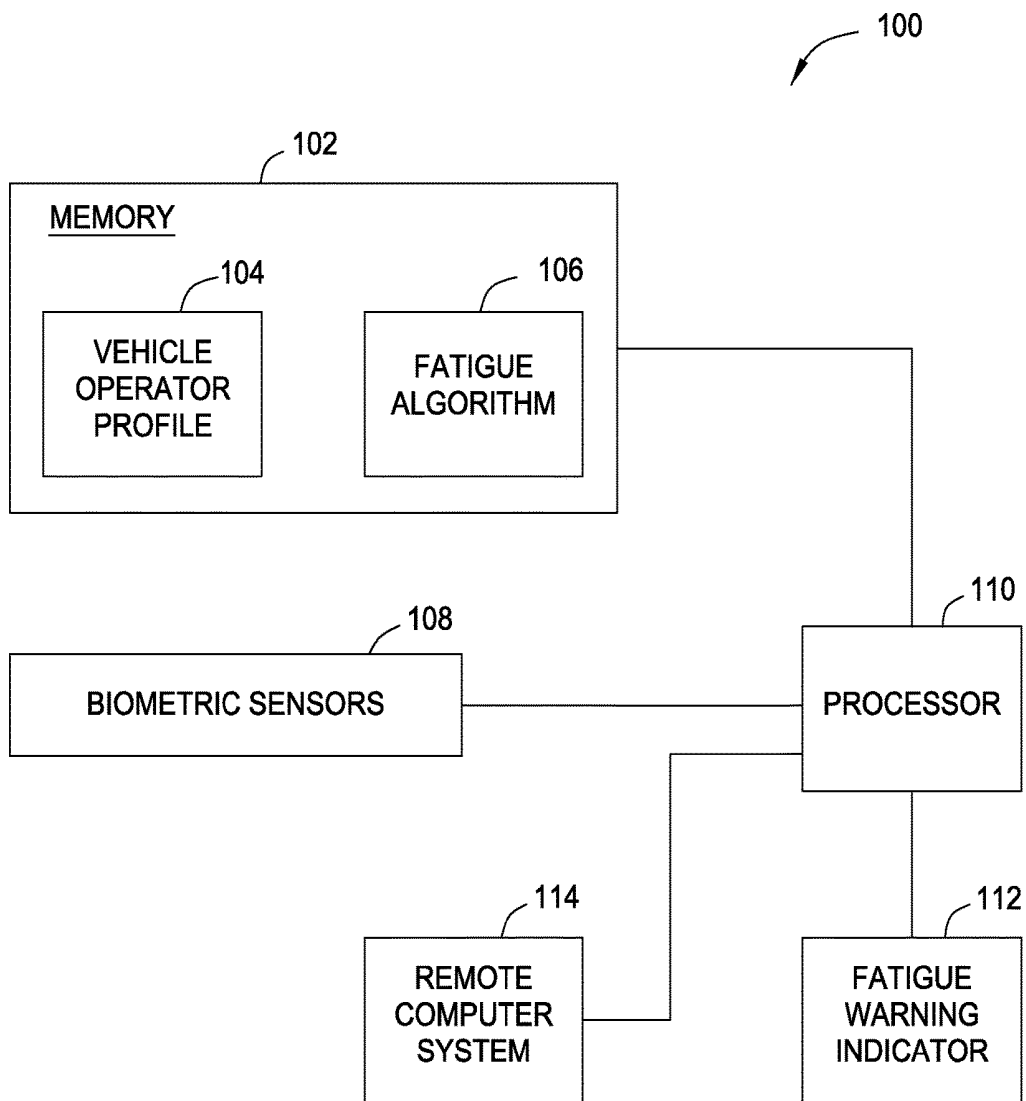 100
102
MEMORY
104
106
VEHICLE
OPERATOR
PROFILE
FATIGUE
ALGORITHM
108
110
BIOMETRIC SENSORS
PROCESSOR
114
112
REMOTE
COMPUTER
SYSTEM
FATIGUE
WARNING
INDICATOR